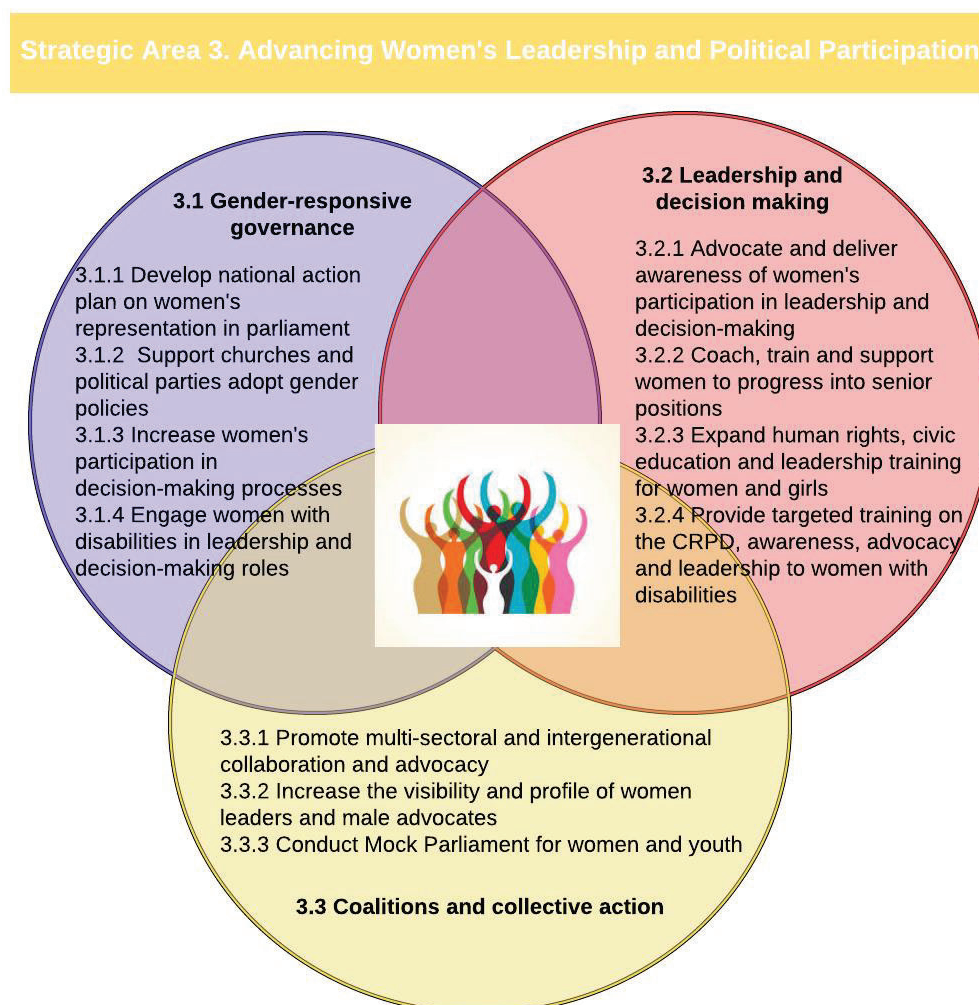 Strategic Area 3. Advancing Women's Leadership and Political Participation
3.1 Gender-responsive
governance
3.1.1 Develop national action
plan on women's
representation in parliament
3.1.2  Support churches and
political parties adopt gender
policies
3.1.3 Increase women's
participation in
decision-making processes
3.1.4 Engage women with
disabilities in leadership and
decision-making roles
3.2 Leadership and
decision making
3.2.1 Advocate and deliver
awareness of women's
participation in leadership and
decision-making
3.2.2 Coach, train and support
women to progress into senior
positions
3.2.3 Expand human rights, civic
education and leadership training
for women and girls
3.2.4 Provide targeted training on
the CRPD, awareness, advocacy
and leadership to women with
disabilities
3.3.1 Promote multi-sectoral and intergenerational
collaboration and advocacy
3.3.2 Increase the visibility and profile of women
leaders and male advocates
3.3.3 Conduct Mock Parliament for women and youth
3.3 Coalitions and collective action